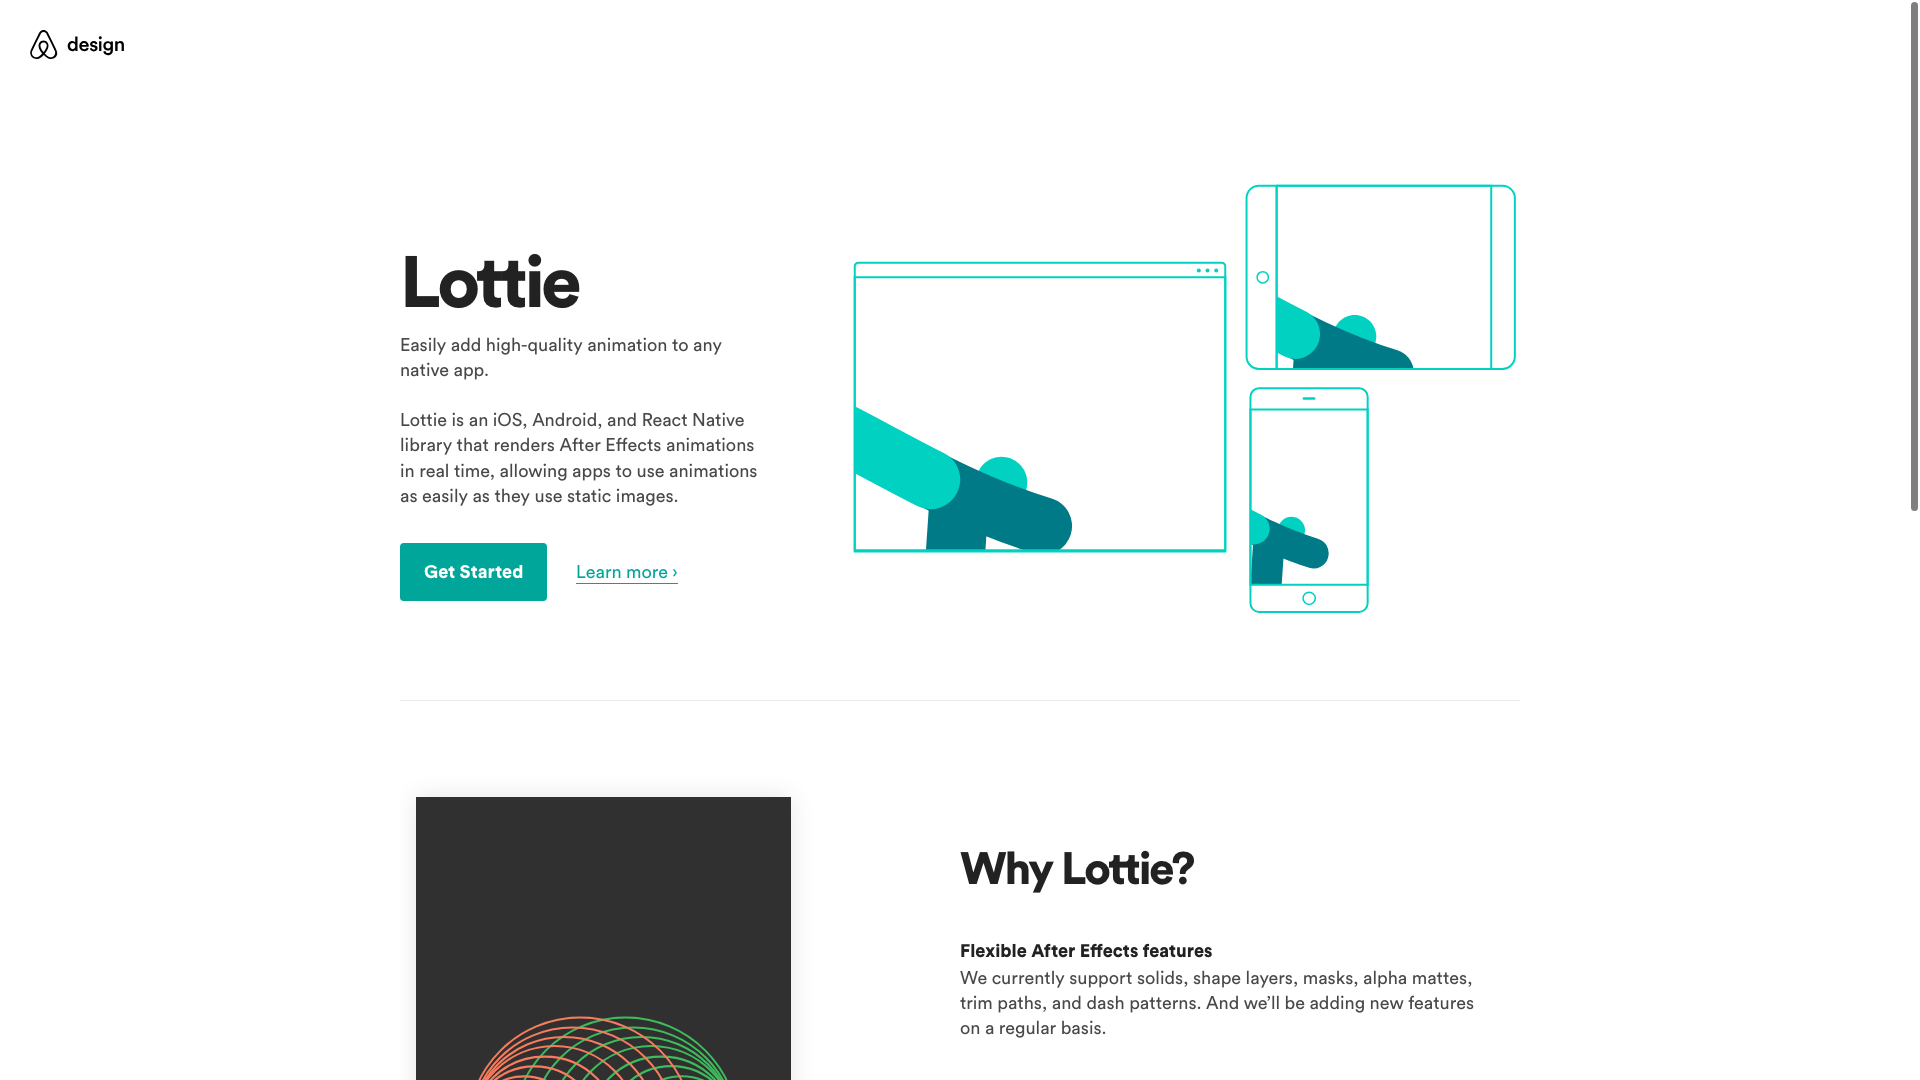 design
Lottie
Easily add high-quality animation to any
native app.
Lottie is an iOS, Android, and React Native
library that renders After Effects animations
in real time, allowing apps to use animations
as easily as they use static images.
Get Started
Learn more ›
Why Lottie?
Flexible After Effects features
We currently support solids, shape layers, masks, alpha mattes,
trim paths, and dash patterns. And we’ll be adding new features
on a regular basis.